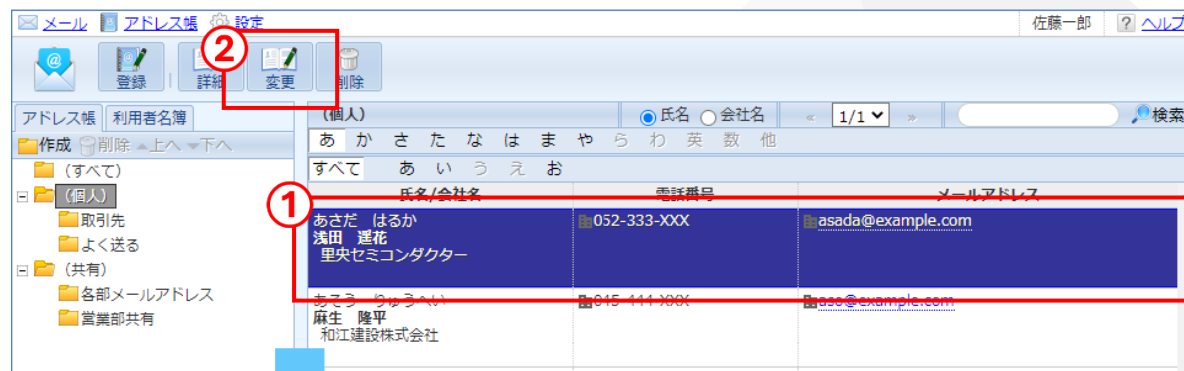 メール アドレス帳 設定 佐藤一郎 ? ヘルプ
②
登録 詳細 変更 削除
アドレス帳 利用者名簿 (個人) 氏名 会社名 « 1/1 » 検索
作成 削除 上へ 下へ あ か さ た な は ま や ら わ 英 数 他
(すべて) すべて あ い う え お
(個人) 氏名/会社名 電話番号 メールアドレス
①
取引先 あさだ はるか 052-333-XXX asada@example.com
よく送る 浅田 遥花
里央セミコンダクター
(共有)
各部メールアドレス あそう りゅうへい 045-444-XXX aso@example.com
営業部共有 麻生 隆平
和江建設株式会社